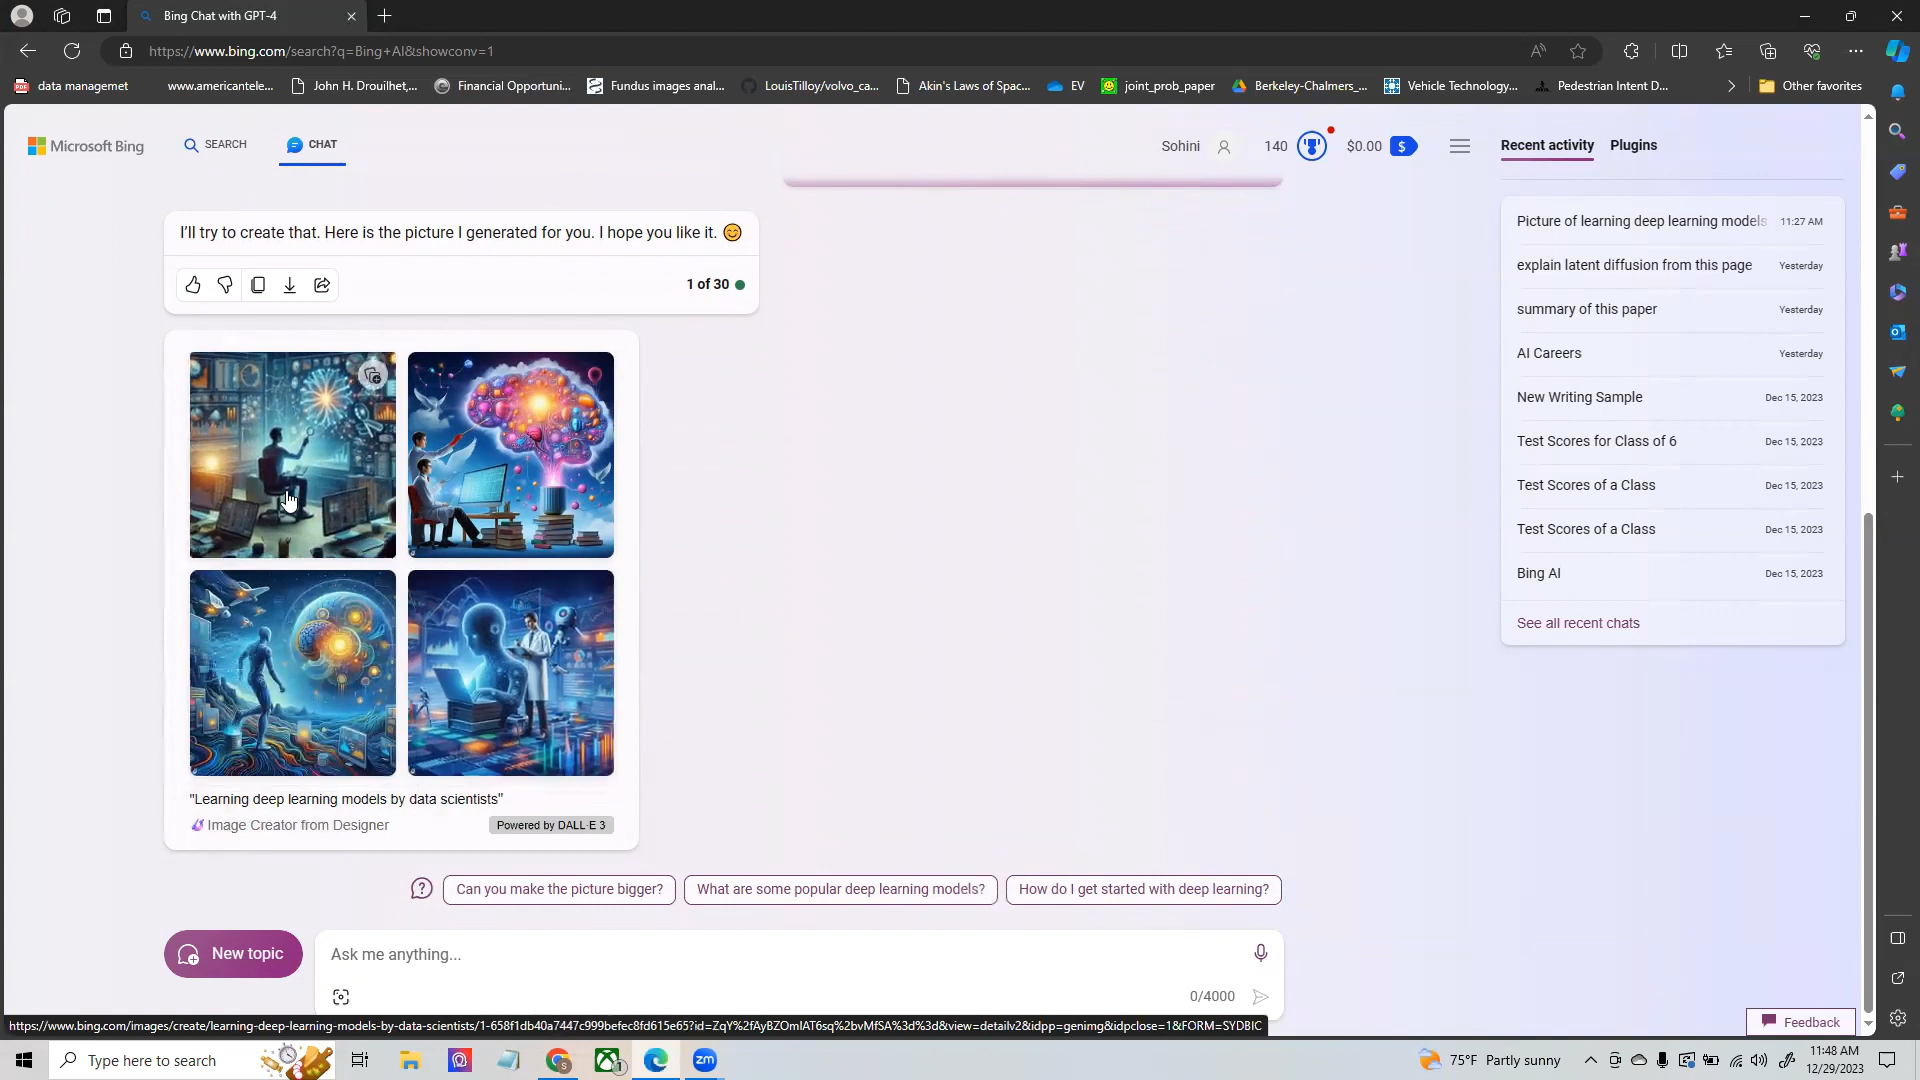 Bing Chat with GPT-4
https://www.bing.com/search?q=Bing+AI&showconv=1
data managemet
www.americantele...
John H. Drouilhet,...
Financial Opportuni...
Fundus images anal...
LouisTilloy/volvo_ca...
Akin's Laws of Spac...
EV
joint_prob_paper
Berkeley-Chalmers_...
Vehicle Technology...
Pedestrian Intent D...
Other favorites
Microsoft Bing
SEARCH
CHAT
Sohini
140
$0.00
Recent activity
Plugins
I'll try to create that. Here is the picture I generated for you. I hope you like it. 😊
1 of 30
"Learning deep learning models by data scientists"
Image Creator from Designer
Powered by DALL·E 3
Picture of learning deep learning models 11:27 AM
explain latent diffusion from this page Yesterday
summary of this paper Yesterday
AI Careers Yesterday
New Writing Sample Dec 15, 2023
Test Scores for Class of 6 Dec 15, 2023
Test Scores of a Class Dec 15, 2023
Test Scores of a Class Dec 15, 2023
Bing AI Dec 15, 2023
See all recent chats
Can you make the picture bigger?
What are some popular deep learning models?
How do I get started with deep learning?
New topic
Ask me anything...
0/4000
https://www.bing.com/images/create/learning-deep-learning-models-by-data-scientists/1-658f1db40a7447c999befec8fd615e65?id=ZqY%2fAyBZOmIAT6sq%2bvMfSA%3d%3d&view=detailv2&idpp=genimg&idpclose=1&FORM=SYDBIC
Feedback
Type here to search
1
zm
75°F Partly sunny
11:48 AM
12/29/2023